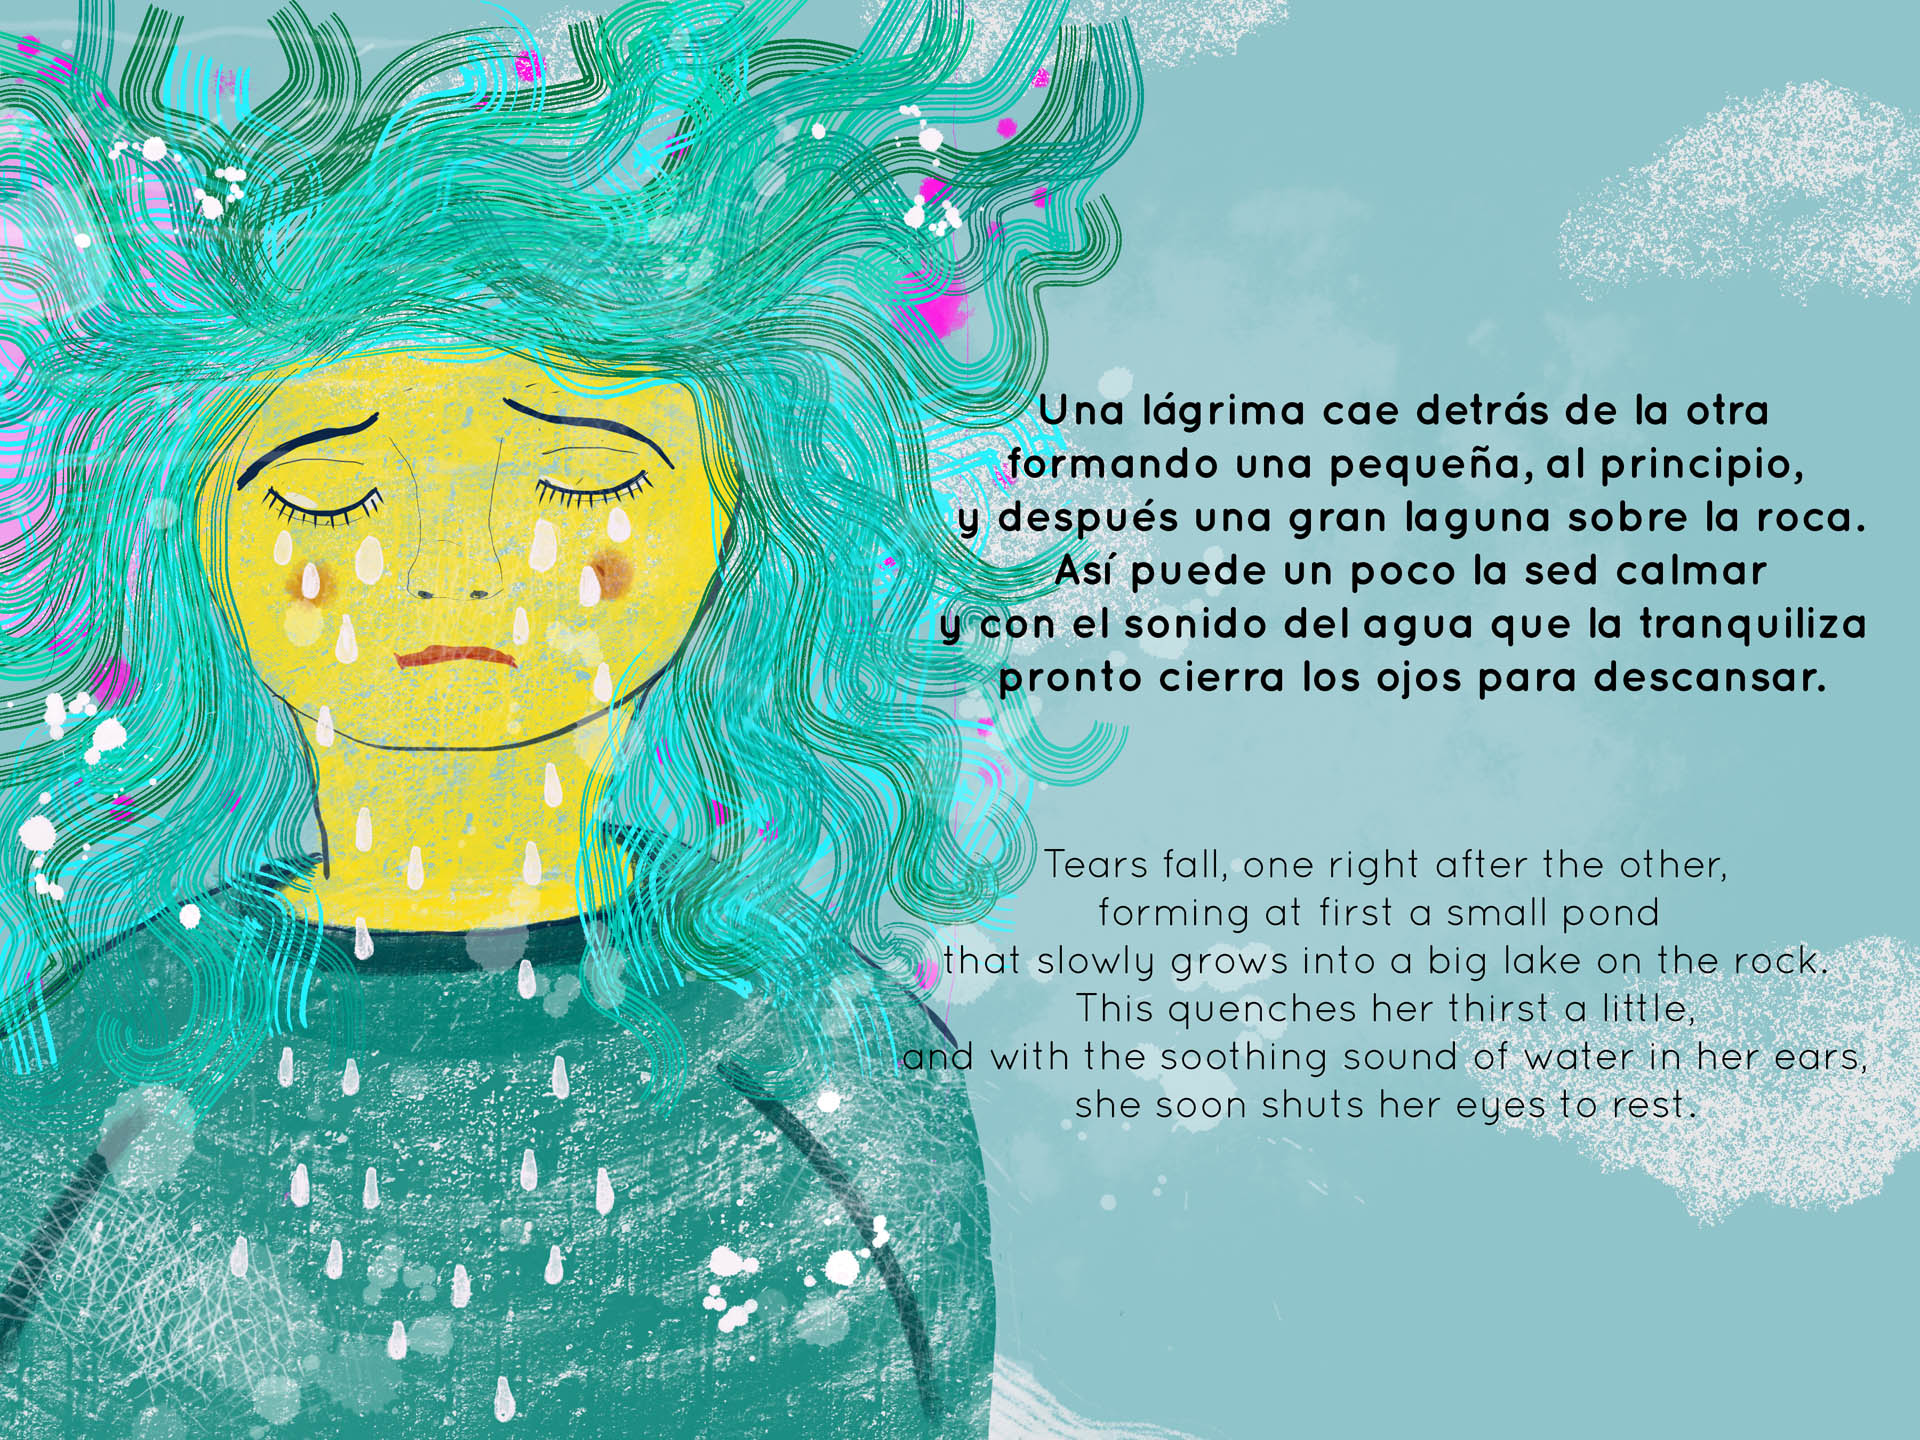 Una lágrima cae detrás de la otra
formando una pequeña, al principio,
y después una gran laguna sobre la roca.
Así puede un poco la sed calmar
y con el sonido del agua que la tranquiliza
pronto cierra los ojos para descansar.
Tears fall, one right after the other,
forming at first a small pond
that slowly grows into a big lake on the rock.
This quenches her thirst a little,
and with the soothing sound of water in her ears,
she soon shuts her eyes to rest.